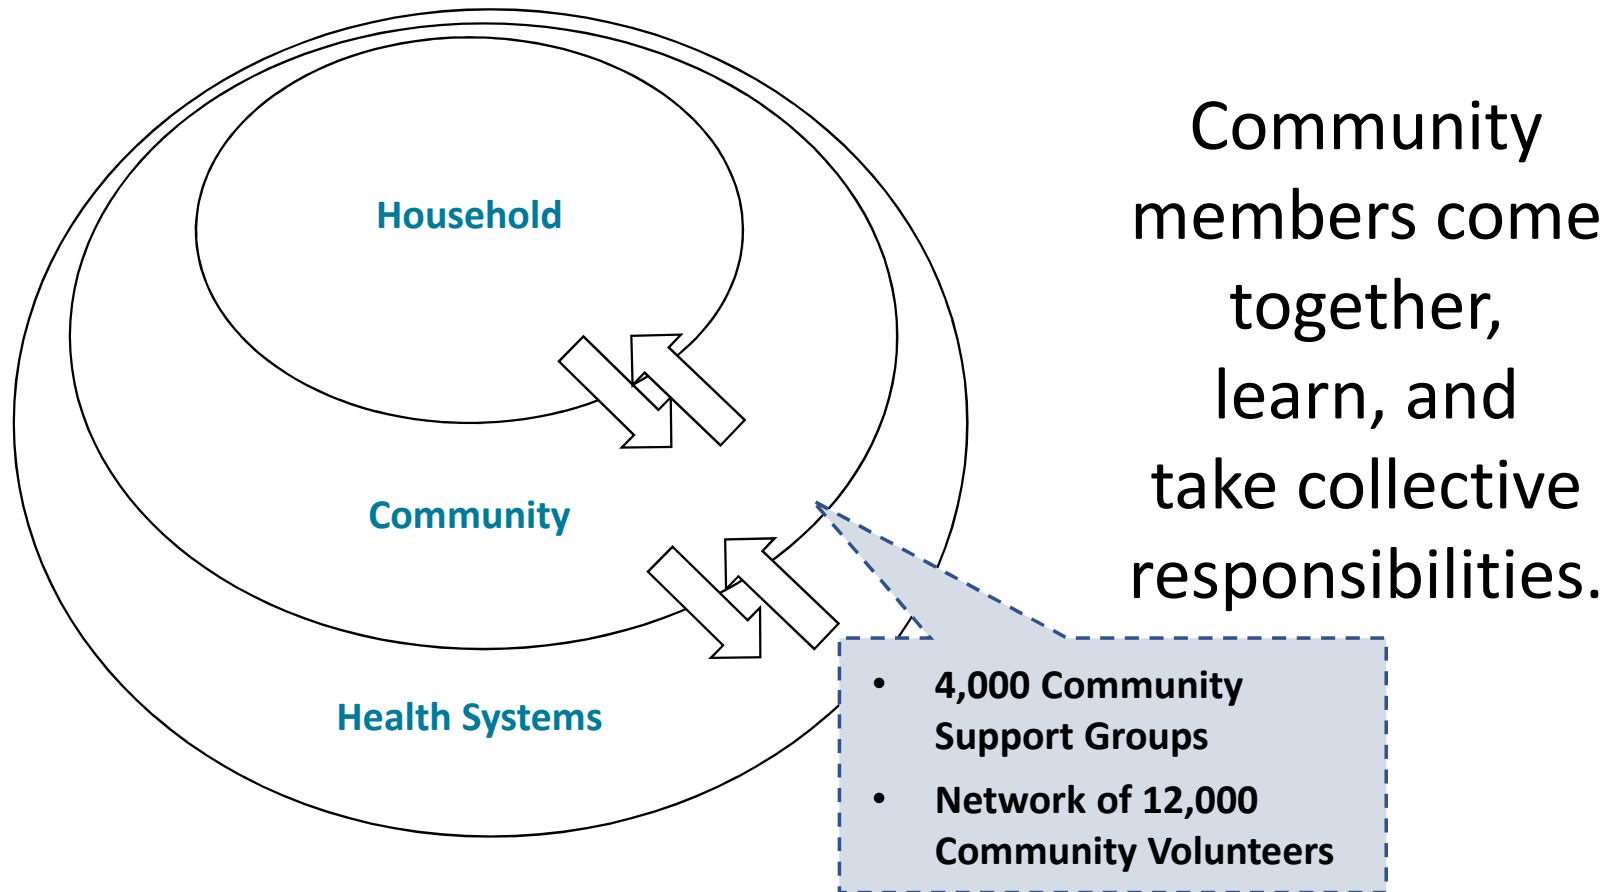 Household
Community
Health Systems
Community
members come
together,
learn, and
take collective
responsibilities.
• 4,000 Community
Support Groups
• Network of 12,000
Community Volunteers